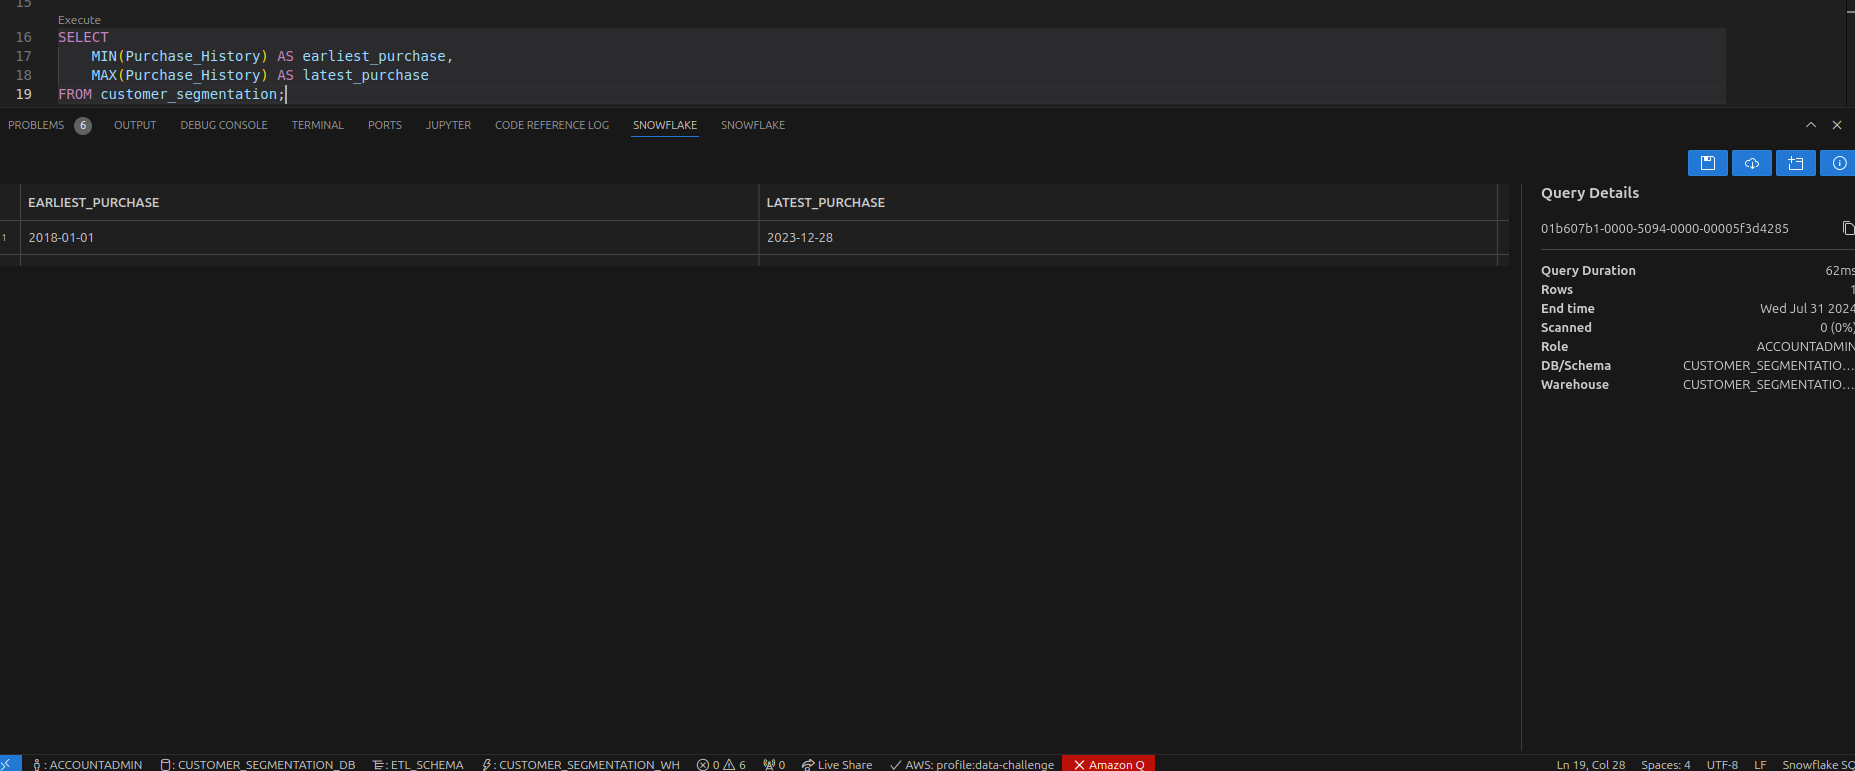 15
Execute
16 SELECT
17 MIN(Purchase_History) AS earliest_purchase,
18 MAX(Purchase_History) AS latest_purchase
19 FROM customer_segmentation;
PROBLEMS 6 OUTPUT DEBUG CONSOLE TERMINAL PORTS JUPYTER CODE REFERENCE LOG SNOWFLAKE SNOWFLAKE
EARLIEST_PURCHASE LATEST_PURCHASE
1 2018-01-01 2023-12-28
Query Details
01b607b1-0000-5094-0000-00005f3d4285
Query Duration 62ms
Rows 1
End time Wed Jul 31 2024
Scanned 0 (0%)
Role ACCOUNTADMIN
DB/Schema CUSTOMER_SEGMENTATIO...
Warehouse CUSTOMER_SEGMENTATIO...
: ACCOUNTADMIN : CUSTOMER_SEGMENTATION_DB : ETL_SCHEMA : CUSTOMER_SEGMENTATION_WH 0 6 0 Live Share AWS: profile:data-challenge Amazon Q Ln 19, Col 28 Spaces: 4 UTF-8 LF Snowflake SQ